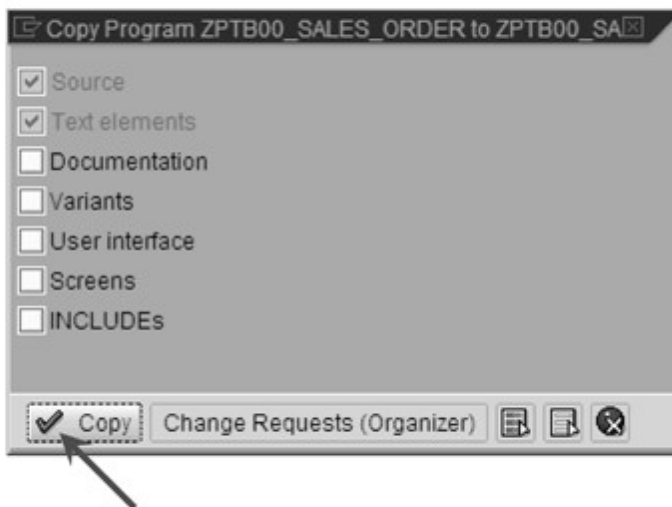 Copy Program ZPTB00_SALES_ORDER to ZPTB00_SA
Source
Text elements
Documentation
Variants
User interface
Screens
INCLUDEs
Copy Change Requests (Organizer)